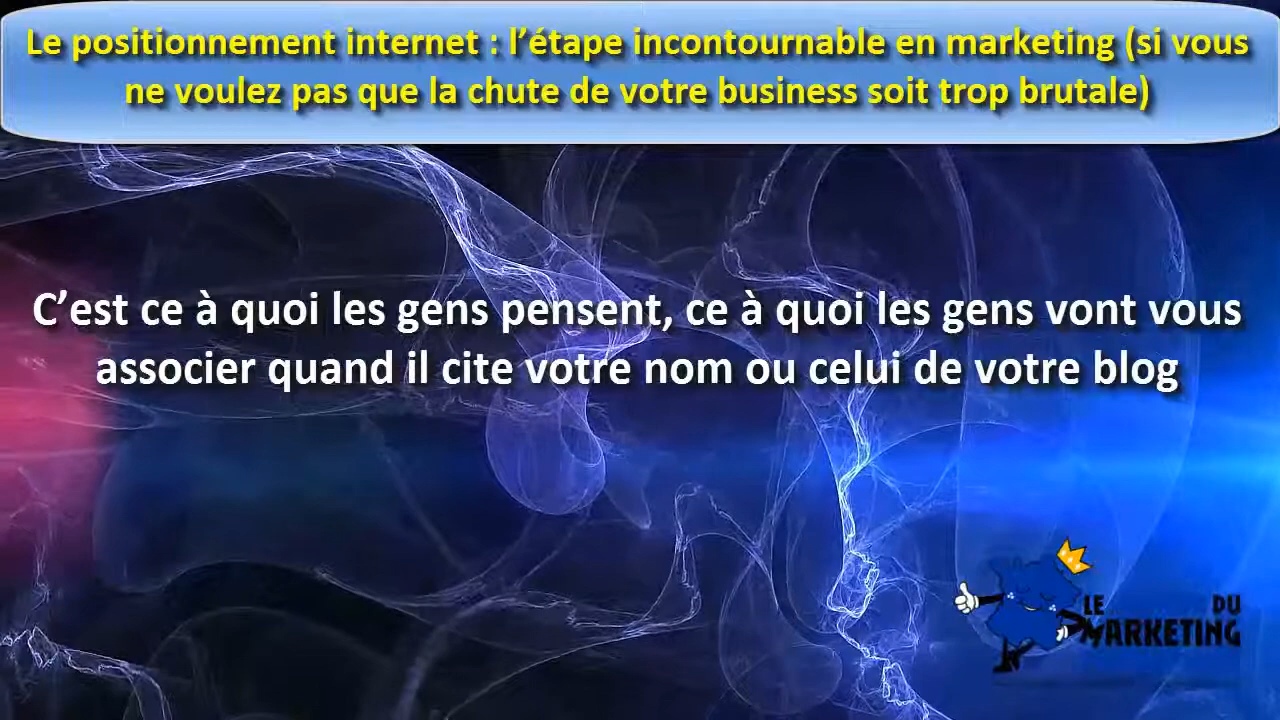 Le positionnement internet : l’étape incontournable en marketing (si vous
ne voulez pas que la chute de votre business soit trop brutale)
C’est ce à quoi les gens pensent, ce à quoi les gens vont vous
associer quand il cite votre nom ou celui de votre blog
LE DU
MARKETING